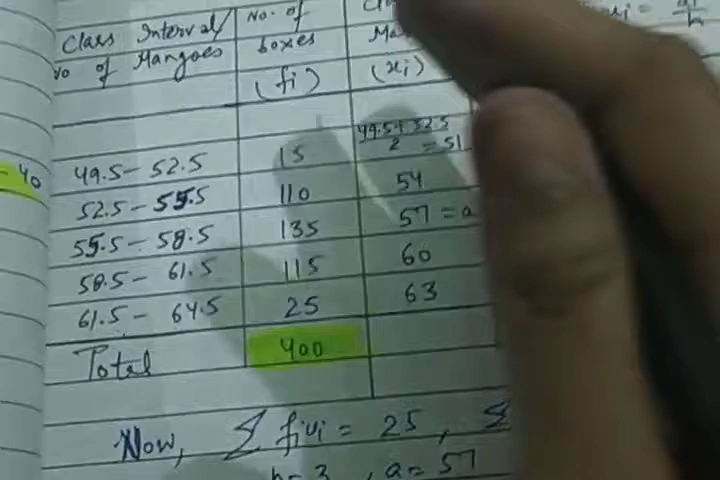 Class Interval/ No. of
No of Mangoes boxes
(fi) (xi)
49.5+52.5
49.5-52.5 15 2 = 51
40 52.5-55.5 110 54
55.5-58.5 135 57 = a
58.5-61.5 115 60
61.5-64.5 25 63
Total 400
Now, Σ fiui = 25, Σ
h=3, a=57